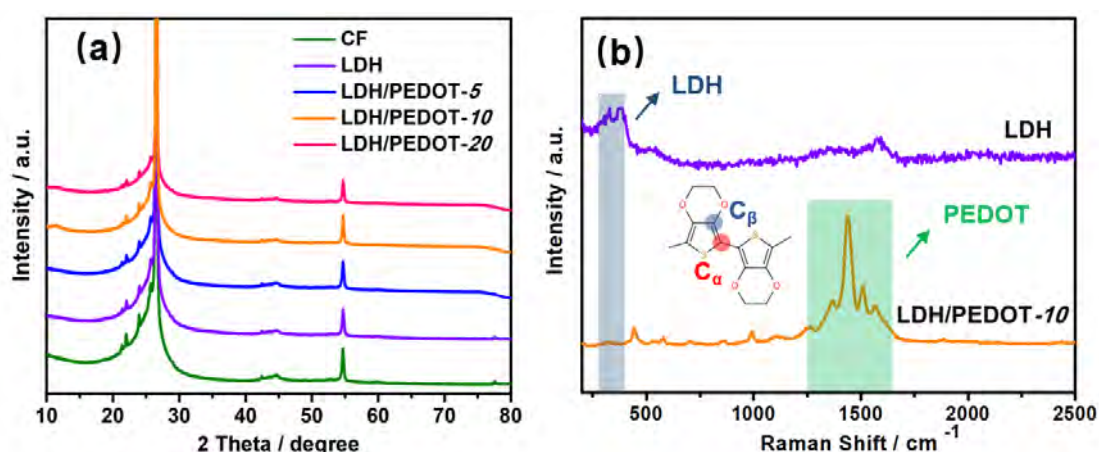 (a)
CF
LDH
LDH/PEDOT-5
LDH/PEDOT-10
LDH/PEDOT-20
Intensity / a.u.
10 20 30 40 50 60 70 80
2 Theta / degree
(b)
LDH
LDH
PEDOT
LDH/PEDOT-10
O O
S
Cβ
Cα
S
O O
Intensity / a.u.
500 1000 1500 2000 2500
Raman Shift / cm-1